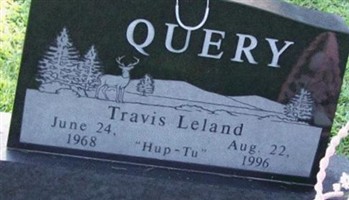 QUERY
Travis Leland
June 24, 1968
"Hup-Tu"
Aug. 22, 1996